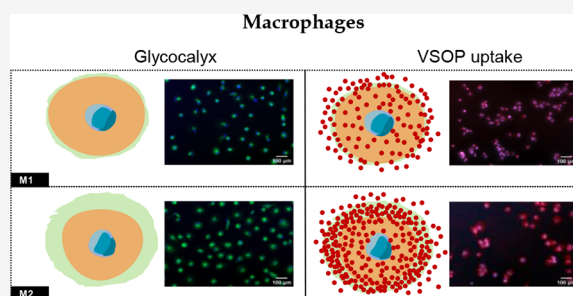 Macrophages
Glycocalyx VSOP uptake
M1
100 µm
100 µm
M2
100 µm
100 µm